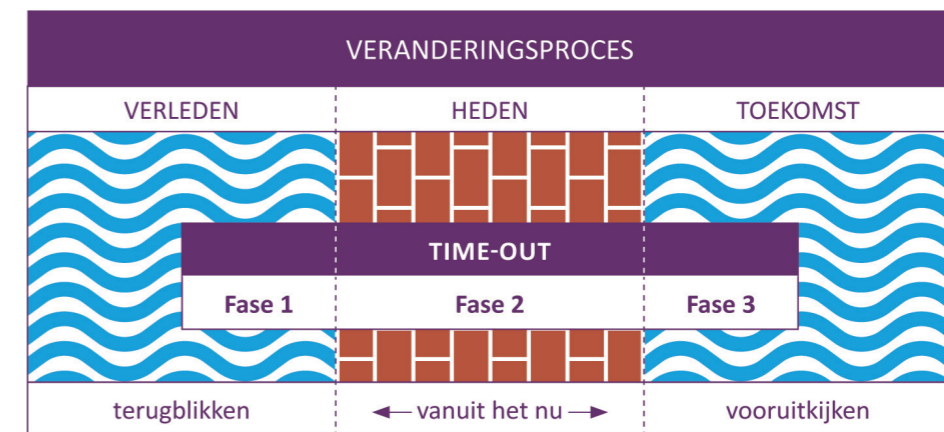 VERANDERINGSPROCES
VERLEDEN HEDEN TOEKOMST
TIME-OUT
Fase 1 Fase 2 Fase 3
terugblikken vanuit het nu vooruitkijken